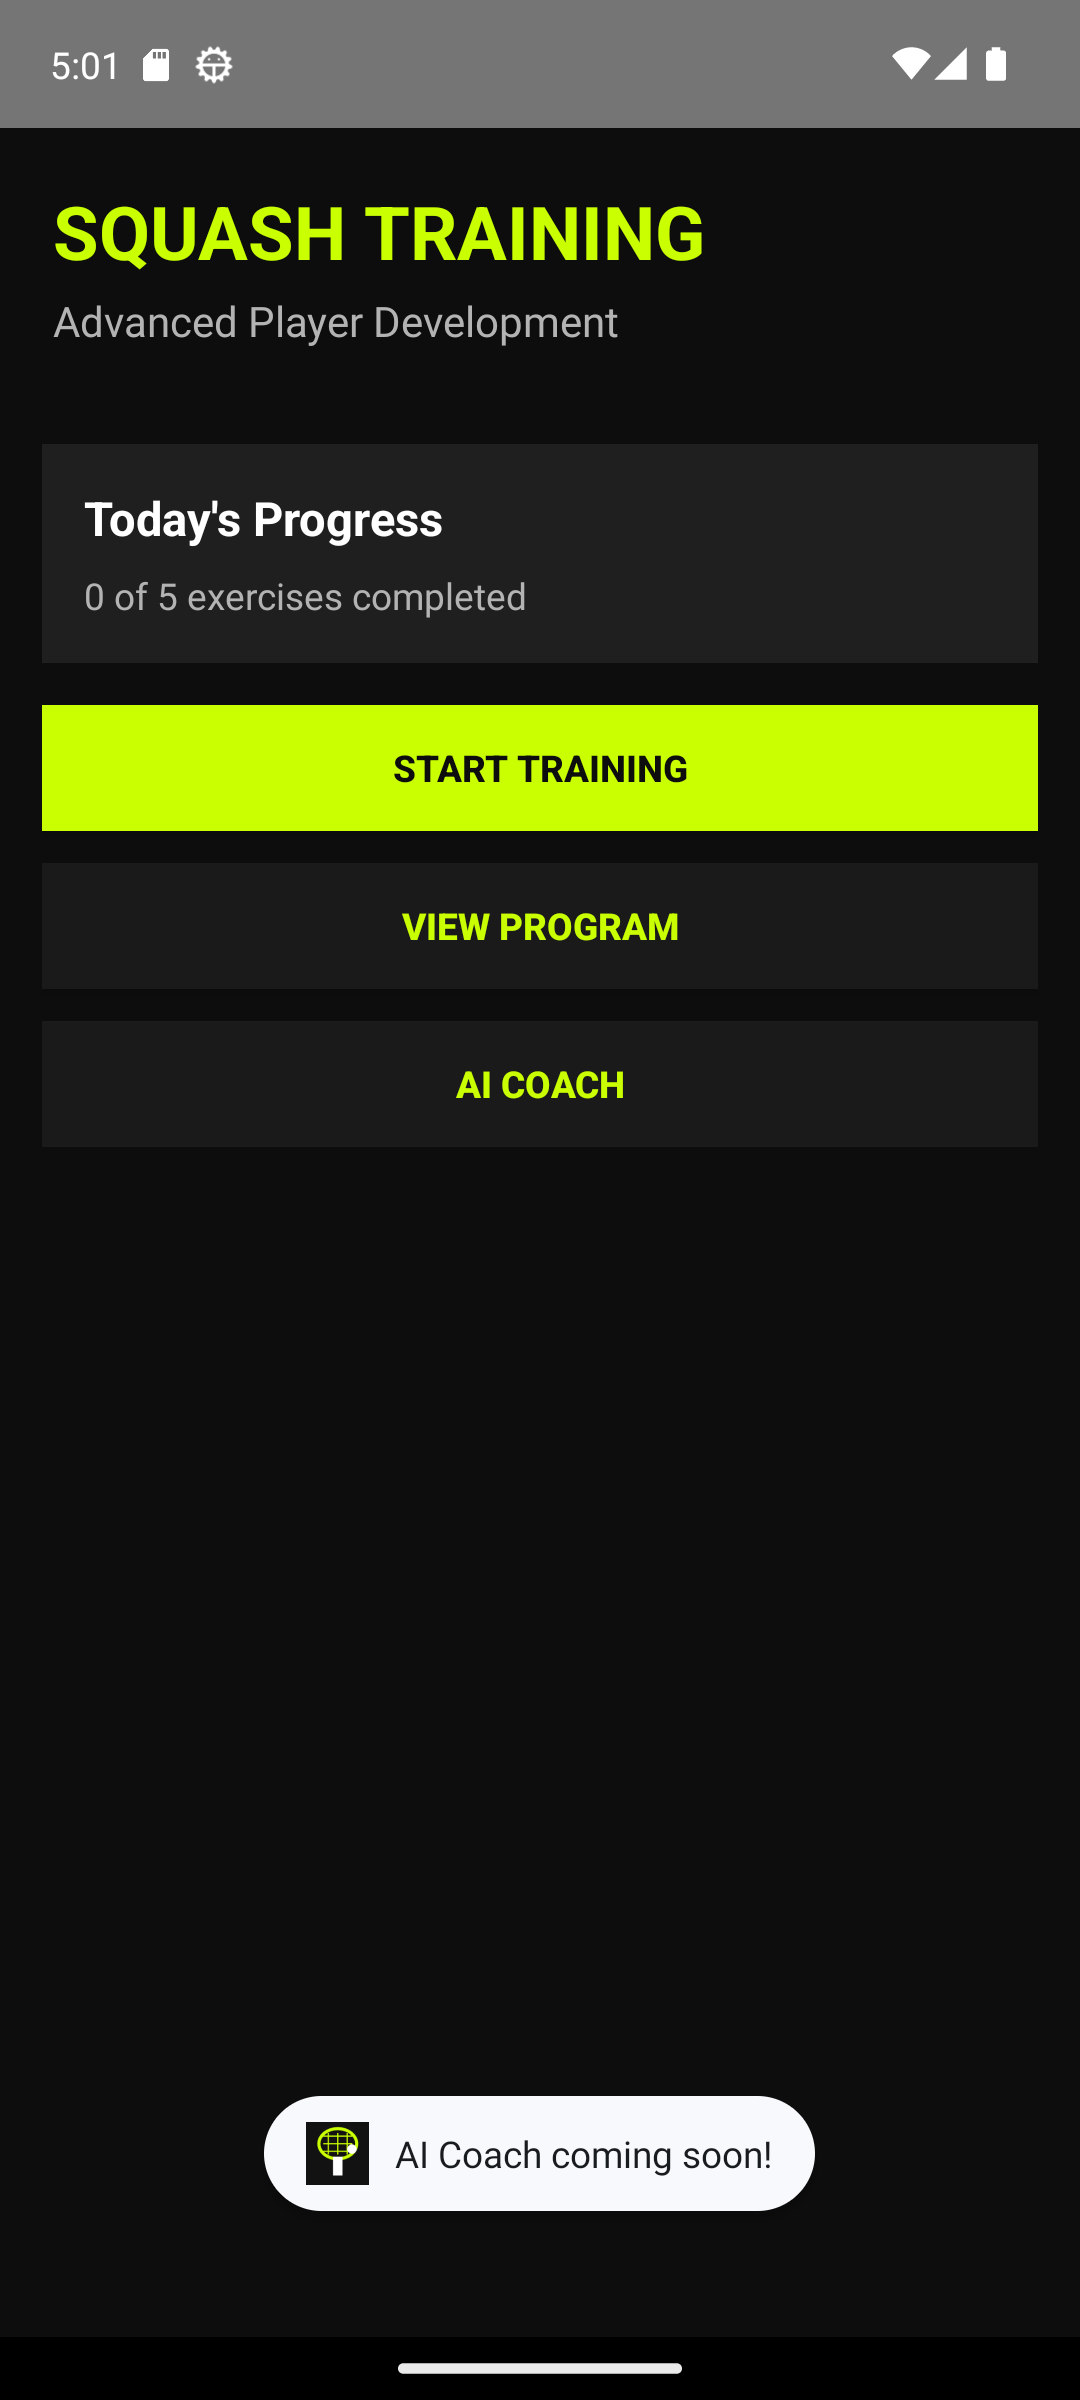 5:01
SQUASH TRAINING
Advanced Player Development
Today's Progress
0 of 5 exercises completed
START TRAINING
VIEW PROGRAM
AI COACH
AI Coach coming soon!